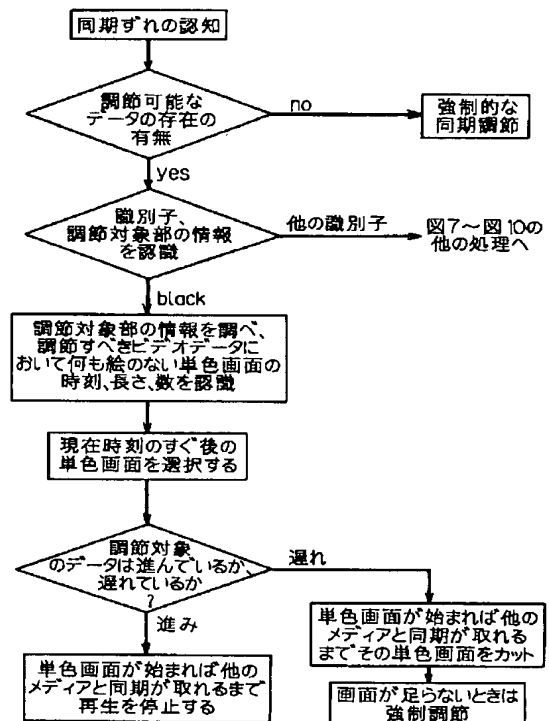 同期ずれの認知
調節可能な
データの存在の
有無
no
強制的な
同期調節
yes
識別子、
調節対象部の情報
を認識
他の識別子
図7～図10の
他の処理へ
black
調節対象部の情報を調べ、
調節すべきビデオデータに
おいて何も絵のない単色画面の
時刻、長さ、数を認識
現在時刻のすぐ後の
単色画面を選択する
調節対象
のデータは進んでいるか、
遅れているか
?
遅れ
進み
単色画面が始まれば他の
メディアと同期が取れる
までその単色画面をカット
単色画面が始まれば他の
メディアと同期が取れるまで
再生を停止する
画面が足らないときは
強制調節